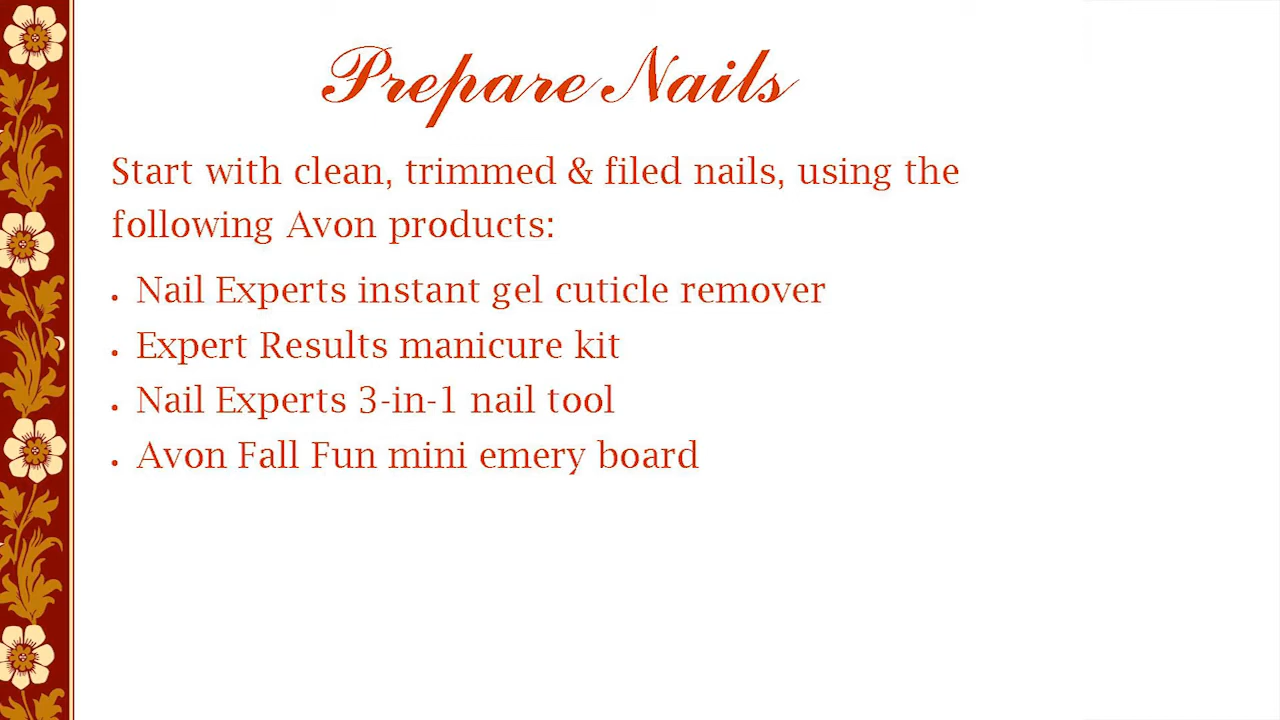 Prepare Nails
Start with clean, trimmed & filed nails, using the
following Avon products:
• Nail Experts instant gel cuticle remover
• Expert Results manicure kit
• Nail Experts 3-in-1 nail tool
• Avon Fall Fun mini emery board